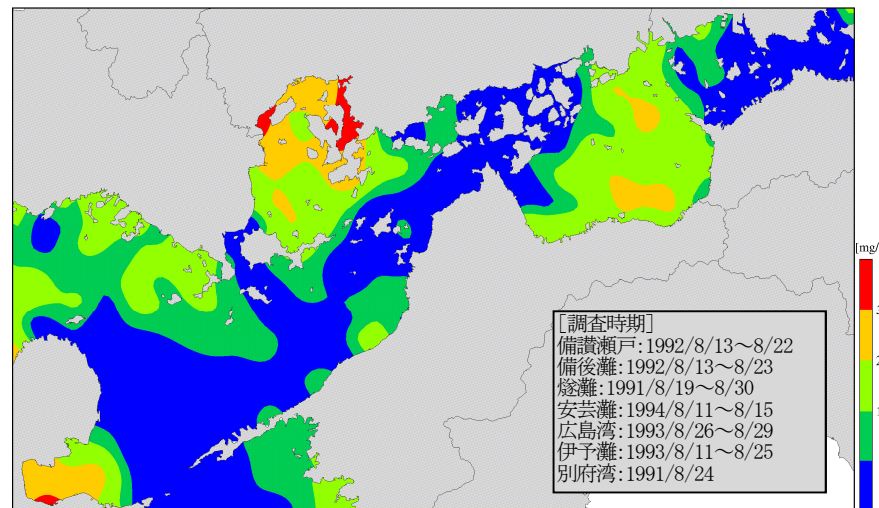 [mg/
3
2
1
[調査時期]
備讃瀬戸:1992/8/13～8/22
備後灘:1992/8/13～8/23
燧灘:1991/8/19～8/30
安芸灘:1994/8/11～8/15
広島湾:1993/8/26～8/29
伊予灘:1993/8/11～8/25
別府湾:1991/8/24